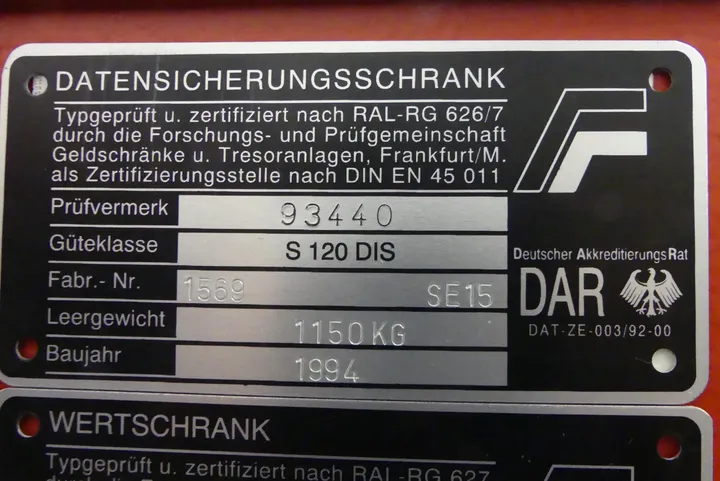 DATENSICHERUNGSSCHRANK
Typgeprüft u. zertifiziert nach RAL-RG 626/7
durch die Forschungs- und Prüfgemeinschaft
Geldschränke u. Tresoranlagen, Frankfurt/M.
als Zertifizierungsstelle nach DIN EN 45 011
Prüfvermerk 93440
Güteklasse S 120 DIS
Fabr.- Nr. 1569 SE15
Leergewicht 1150 KG
Baujahr 1994
Deutscher AkkreditierungsRat
DAR
DAT-ZE-003/92-00
WERTSCHRANK
Typgeprüft u. zertifiziert nach RAL-RG 627
durch die